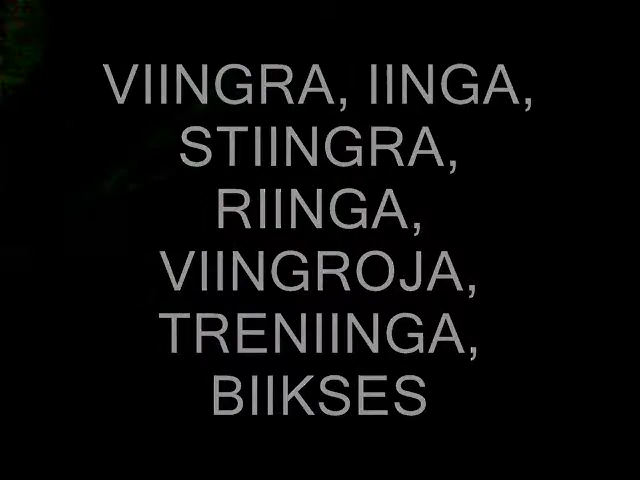 VIINGRA, IINGA,
STIINGRA,
RIINGA,
VIINGROJA,
TRENIINGA,
BIIKSES